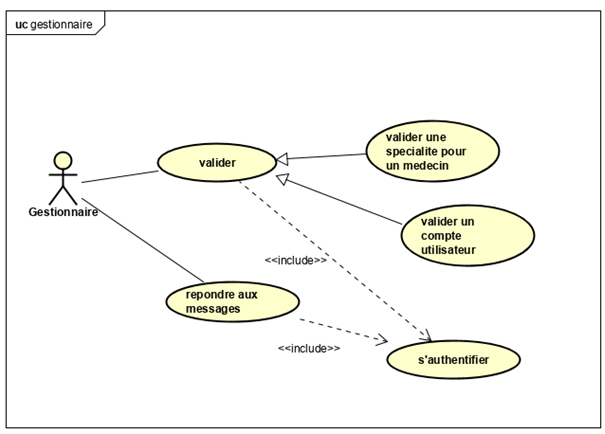 uc gestionnaire
valider
valider une
specialite pour
un medecin
Gestionnaire
valider un
compte
utilisateur
<<include>>
repondre aux
messages
<<include>>
s'authentifier